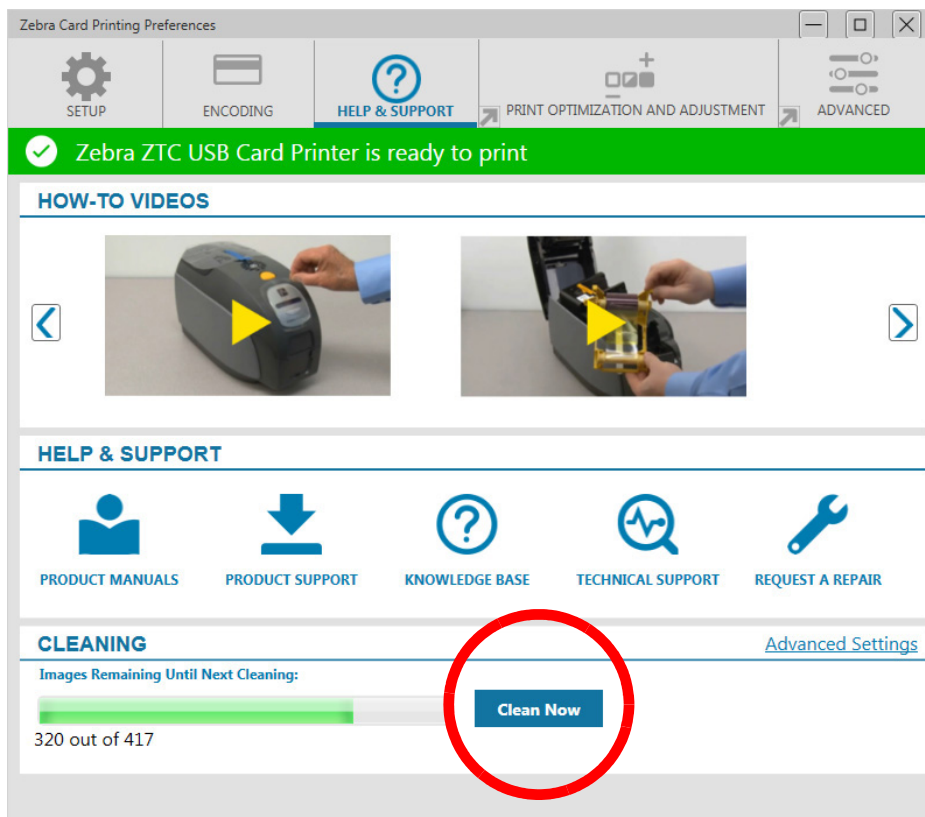 Zebra Card Printing Preferences
SETUP
ENCODING
HELP & SUPPORT
PRINT OPTIMIZATION AND ADJUSTMENT
ADVANCED
Zebra ZTC USB Card Printer is ready to print
HOW-TO VIDEOS
HELP & SUPPORT
PRODUCT MANUALS
PRODUCT SUPPORT
KNOWLEDGE BASE
TECHNICAL SUPPORT
REQUEST A REPAIR
CLEANING
Advanced Settings
Images Remaining Until Next Cleaning:
Clean Now
320 out of 417